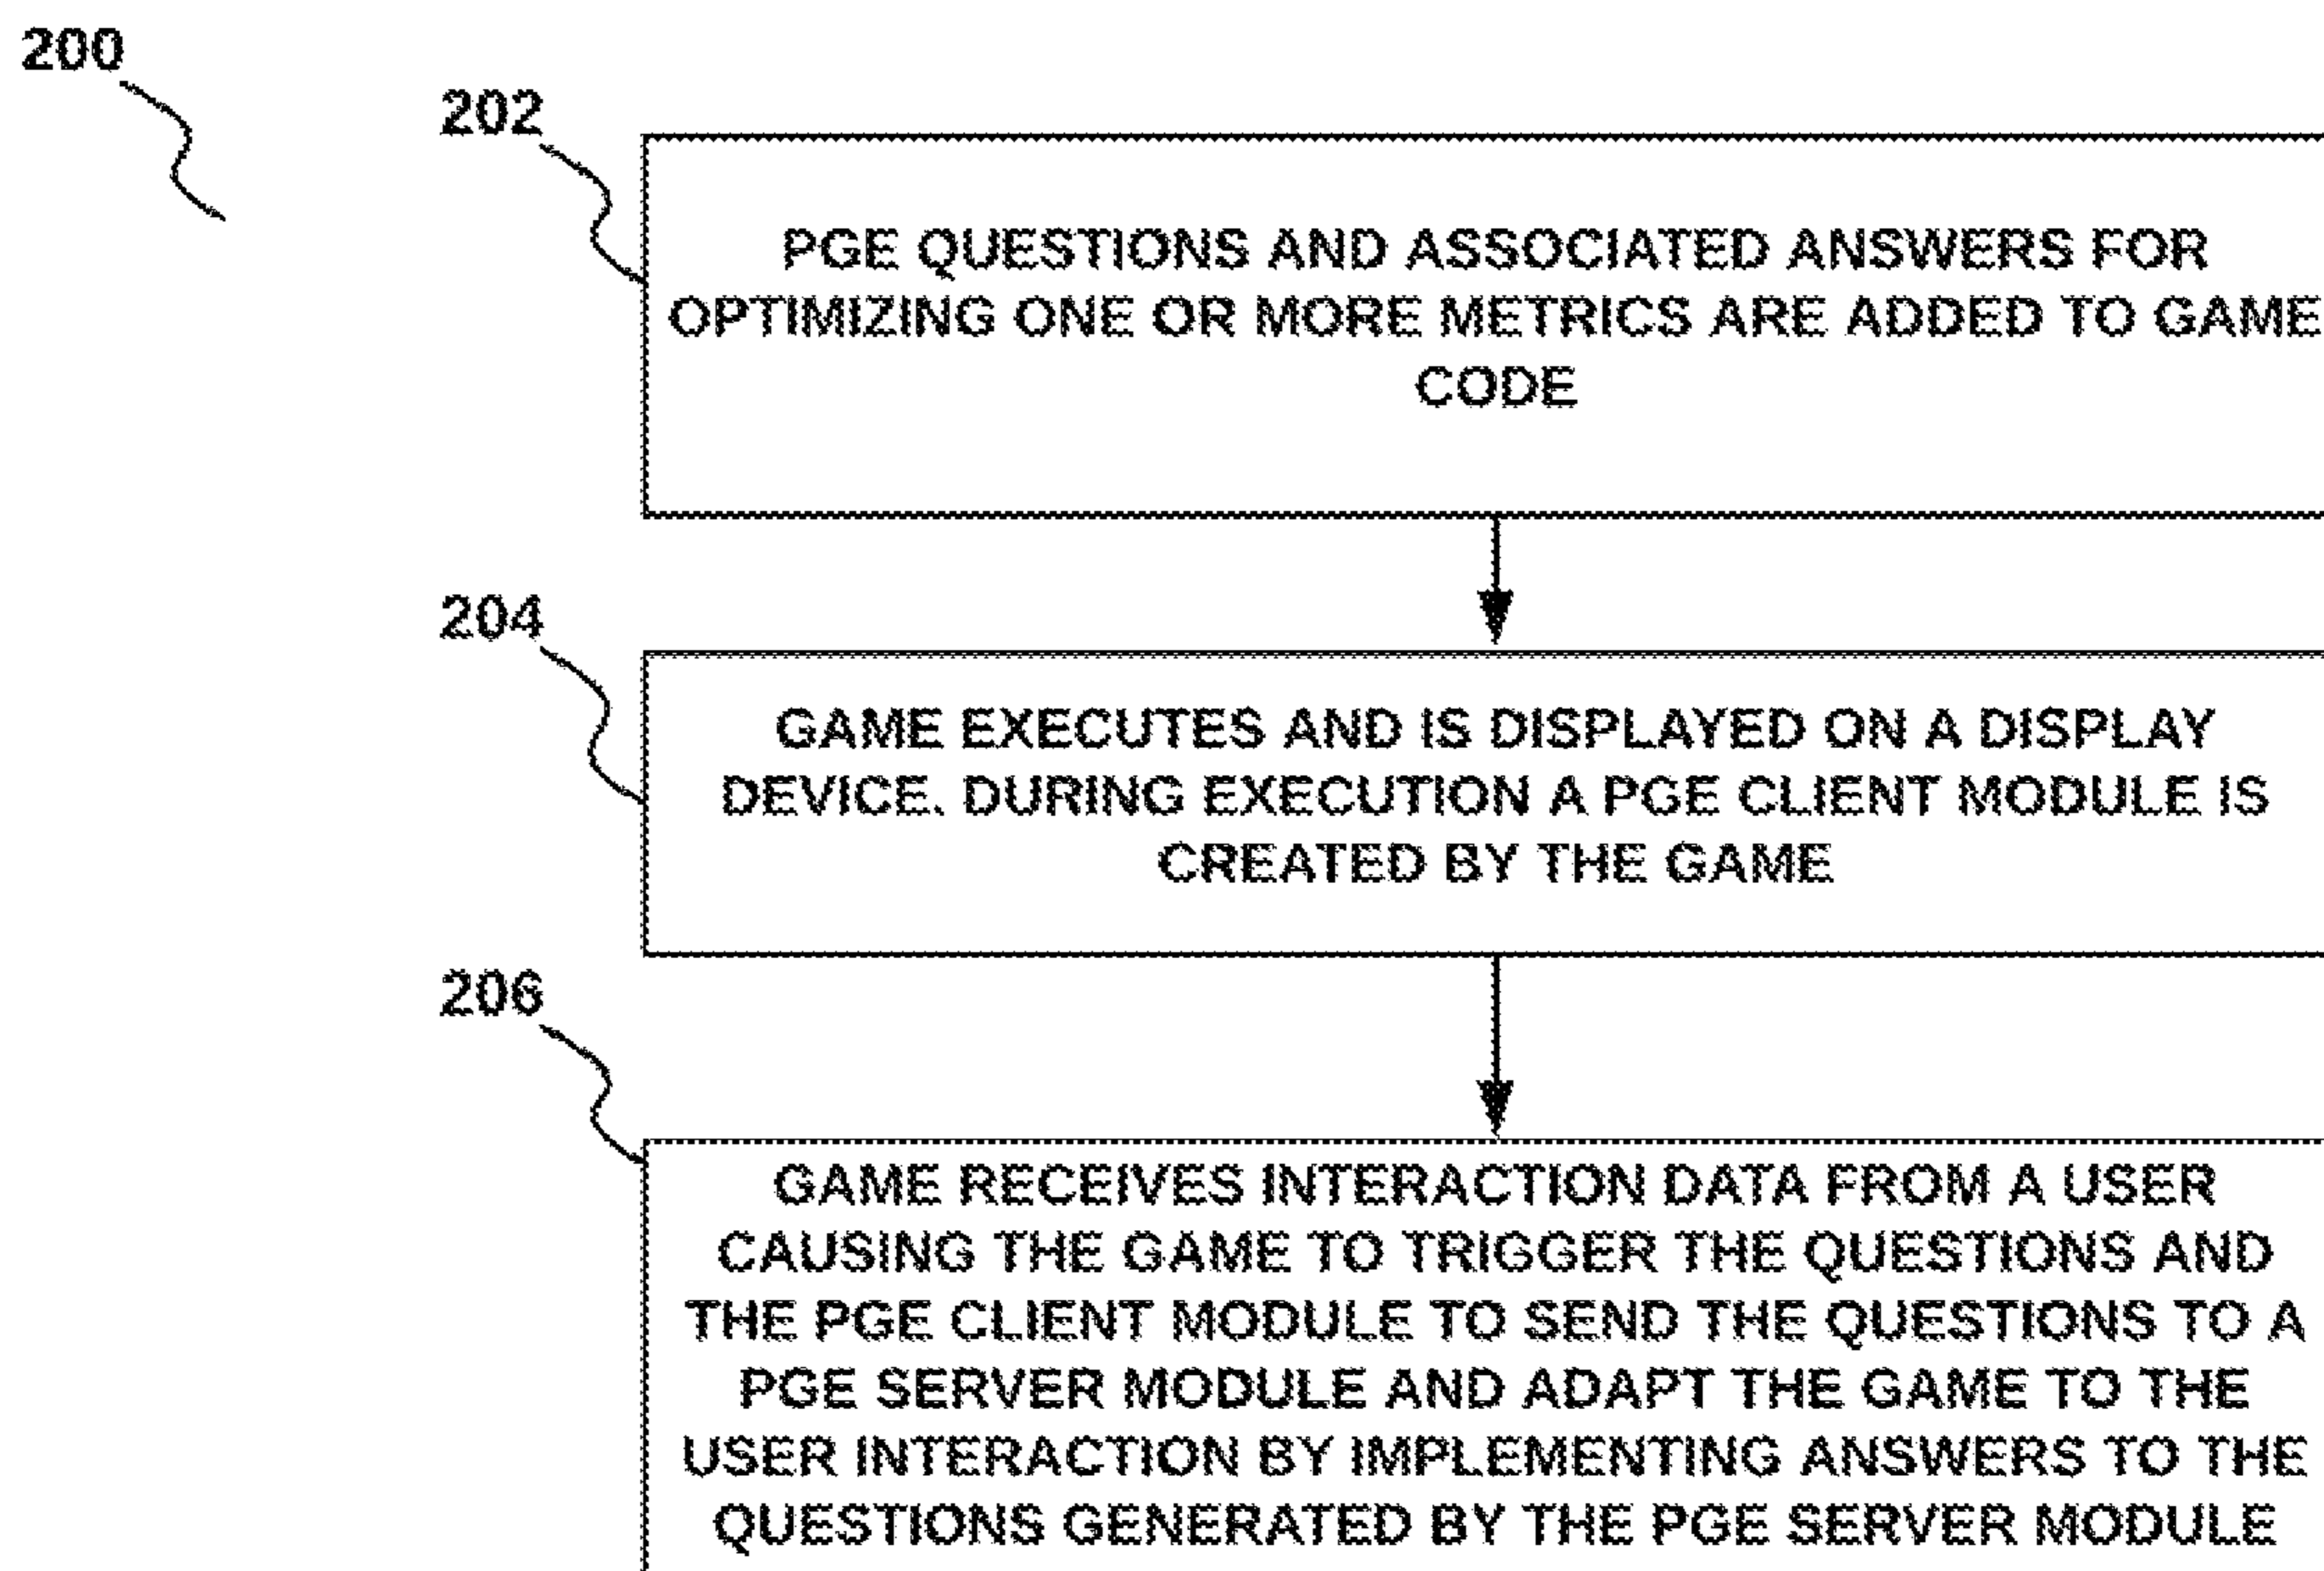 200
202
PGE QUESTIONS AND ASSOCIATED ANSWERS FOR
OPTIMIZING ONE OR MORE METRICS ARE ADDED TO GAME
CODE
204
GAME EXECUTES AND IS DISPLAYED ON A DISPLAY
DEVICE. DURING EXECUTION A PGE CLIENT MODULE IS
CREATED BY THE GAME
206
GAME RECEIVES INTERACTION DATA FROM A USER
CAUSING THE GAME TO TRIGGER THE QUESTIONS AND
THE PGE CLIENT MODULE TO SEND THE QUESTIONS TO A
PGE SERVER MODULE AND ADAPT THE GAME TO THE
USER INTERACTION BY IMPLEMENTING ANSWERS TO THE
QUESTIONS GENERATED BY THE PGE SERVER MODULE